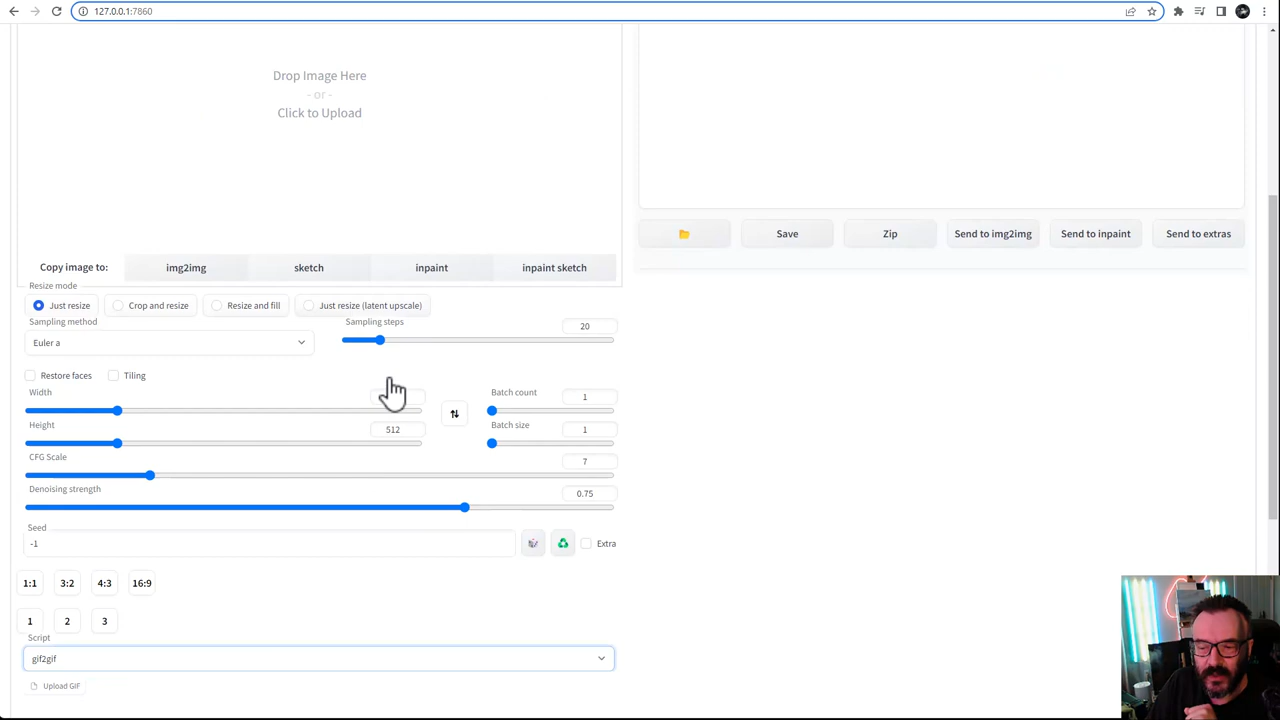 127.0.0.1:7860
Drop Image Here
- or -
Click to Upload
Save Zip Send to img2img Send to inpaint Send to extras
Copy image to: img2img sketch inpaint inpaint sketch
Resize mode
Just resize Crop and resize Resize and fill Just resize (latent upscale)
Sampling method Sampling steps 20
Euler a
Restore faces Tiling
Width Batch count 1
Height 512 Batch size 1
CFG Scale 7
Denoising strength 0.75
Seed
-1 Extra
1:1 3:2 4:3 16:9
1 2 3
Script
gif2gif
Upload GIF